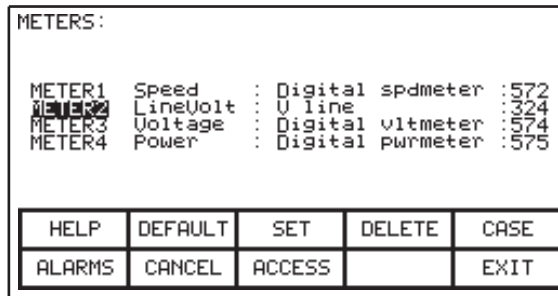 METERS:
METER1 Speed : Digital spdmeter :572
METER2 LineVolt : V line :324
METER3 Voltage : Digital vltmeter :574
METER4 Power : Digital pwrmeter :575
HELP DEFAULT SET DELETE CASE
ALARMS CANCEL ACCESS EXIT